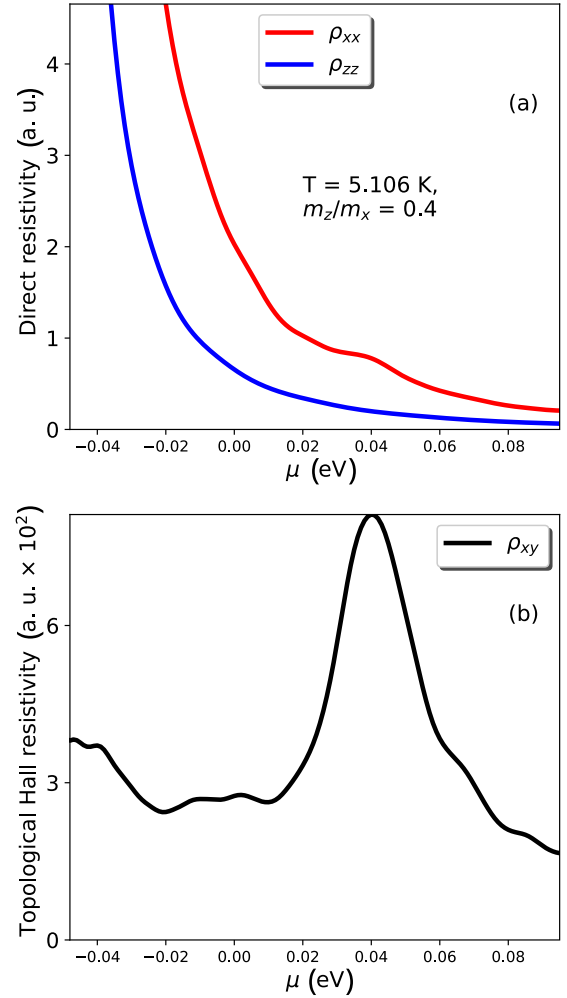 Direct resistivity (a. u.)
4
3
2
1
0
ρxx
ρzz
(a)
T = 5.106 K,
mz/mx = 0.4
−0.04 −0.02 0.00 0.02 0.04 0.06 0.08
μ (eV)
Topological Hall resistivity (a. u. × 10²)
6
3
0
ρxy
(b)
−0.04 −0.02 0.00 0.02 0.04 0.06 0.08
μ (eV)